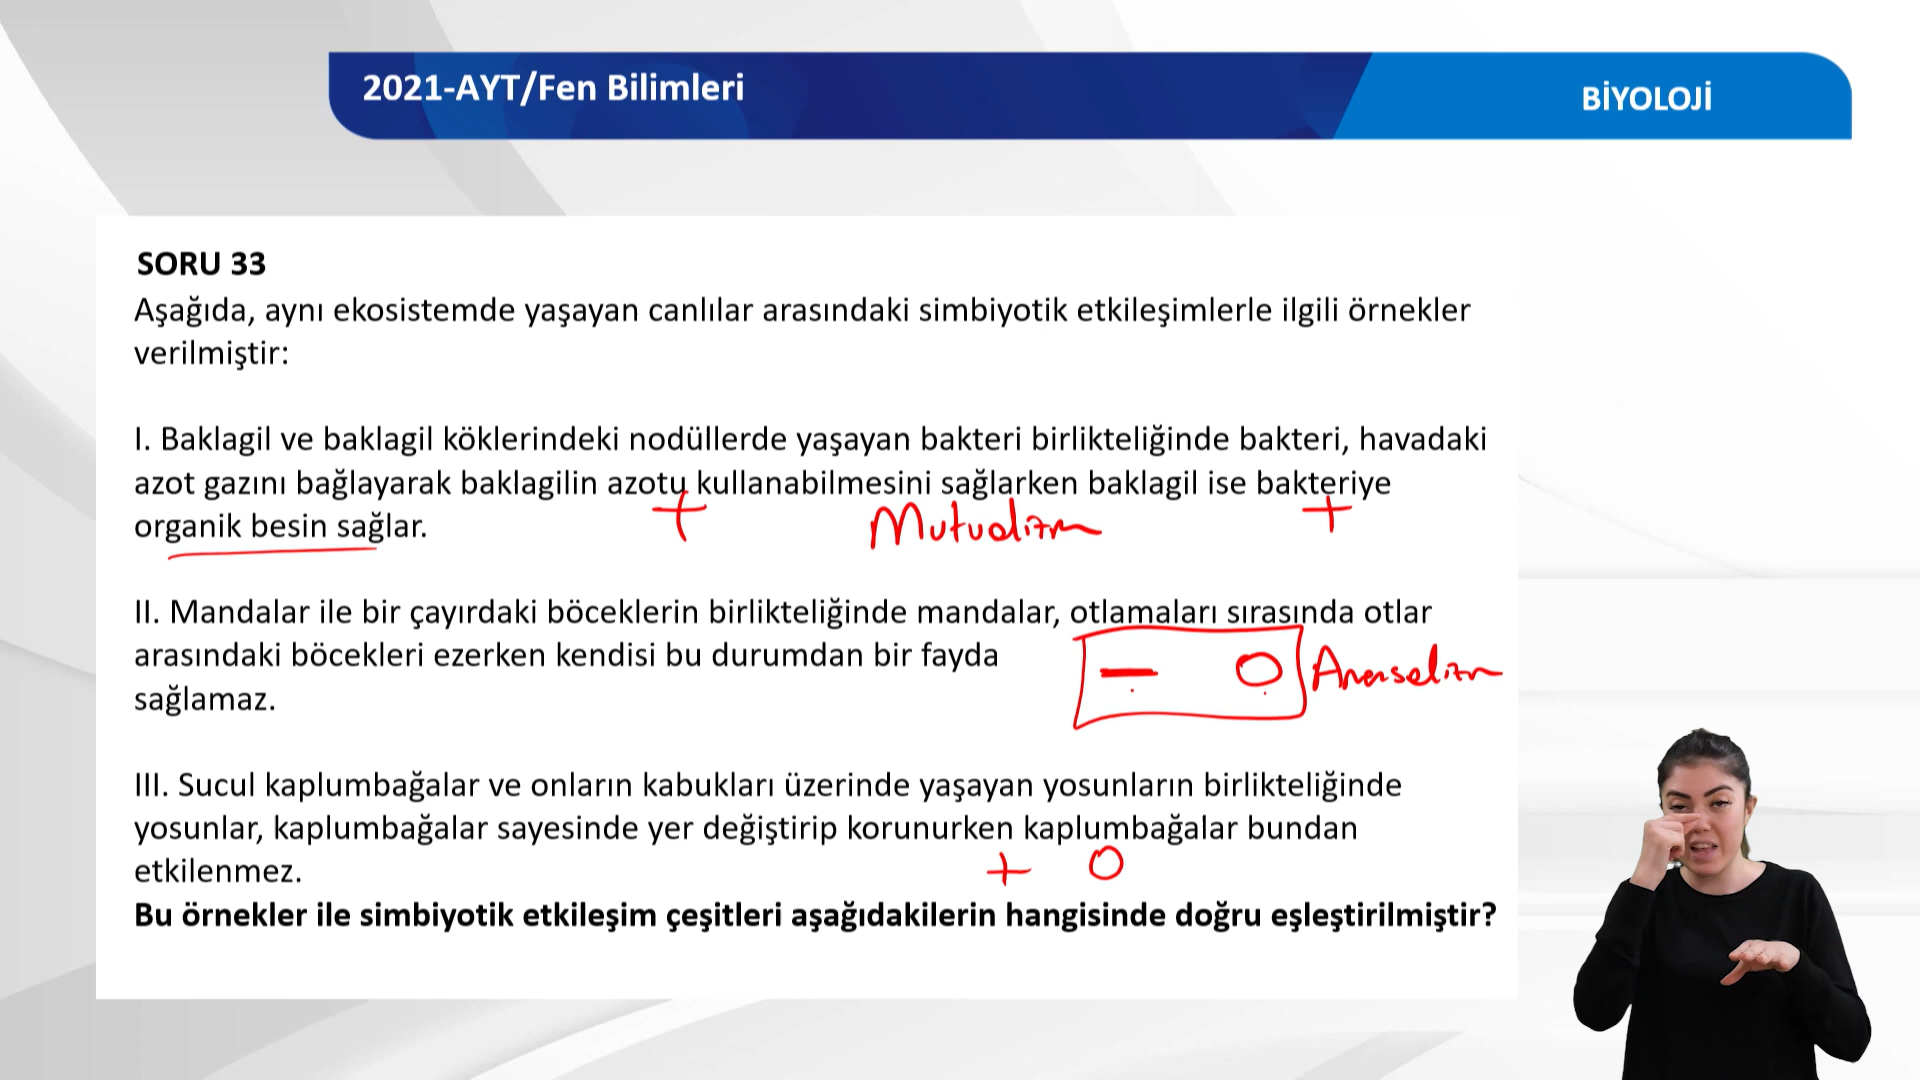 2021-AYT/Fen Bilimleri
BİYOLOJİ
SORU 33
Aşağıda, aynı ekosistemde yaşayan canlılar arasındaki simbiyotik etkileşimlerle ilgili örnekler
verilmiştir:
I. Baklagil ve baklagil köklerindeki nodüllerde yaşayan bakteri birlikteliğinde bakteri, havadaki
azot gazını bağlayarak baklagilin azotu kullanabilmesini sağlarken baklagil ise bakteriye
organik besin sağlar.
+ Mutualizm +
II. Mandalar ile bir çayırdaki böceklerin birlikteliğinde mandalar, otlamaları sırasında otlar
arasındaki böcekleri ezerken kendisi bu durumdan bir fayda
– O Amensalizm
sağlamaz.
III. Sucul kaplumbağalar ve onların kabukları üzerinde yaşayan yosunların birlikteliğinde
yosunlar, kaplumbağalar sayesinde yer değiştirip korunurken kaplumbağalar bundan
etkilenmez.
+ O
Bu örnekler ile simbiyotik etkileşim çeşitleri aşağıdakilerin hangisinde doğru eşleştirilmiştir?